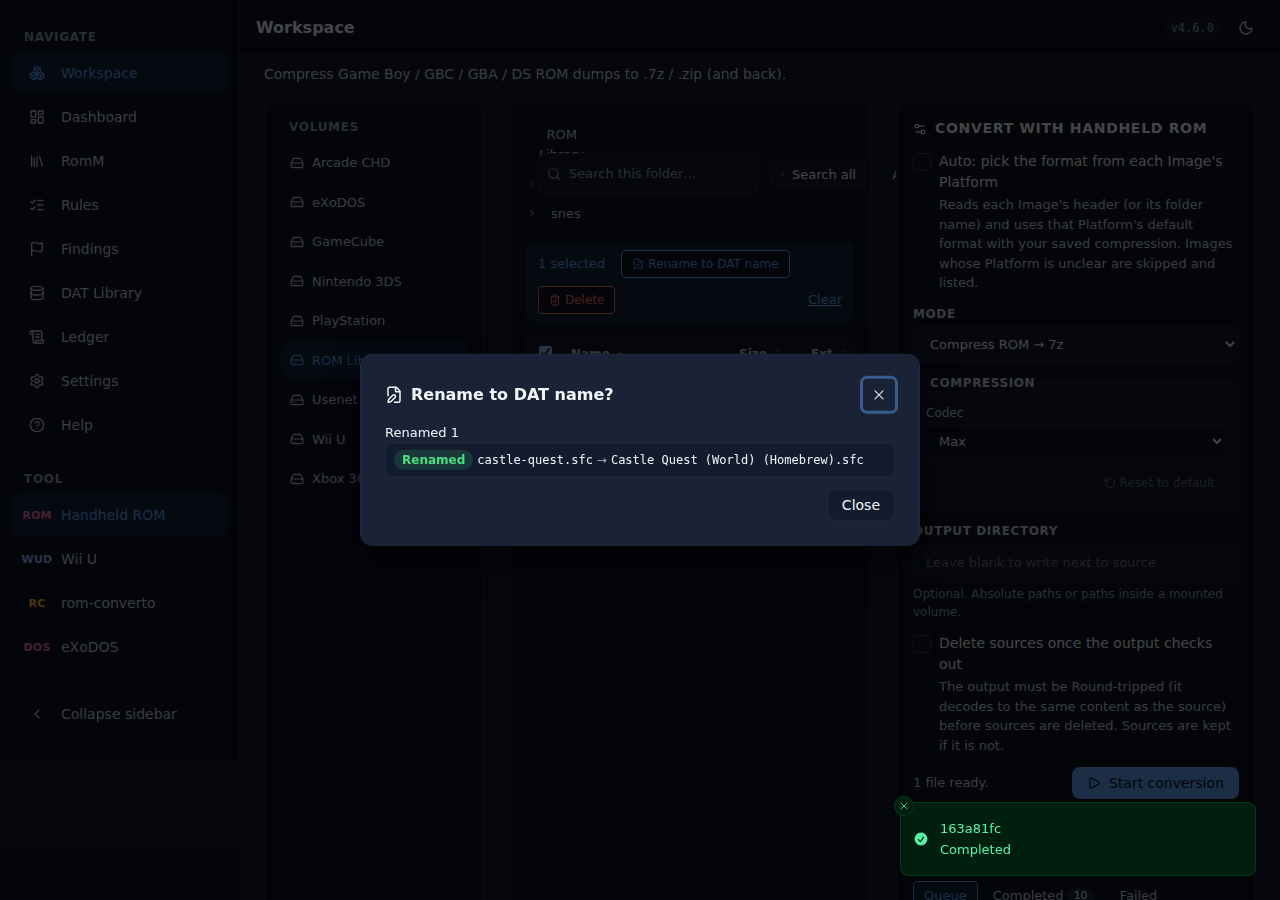 NAVIGATE
Workspace
Dashboard
RomM
Rules
Findings
DAT Library
Ledger
Settings
Help
TOOL
ROM Handheld ROM
WUD Wii U
RC rom-converto
DOS eXoDOS
Collapse sidebar
Workspace
v4.6.0
Compress Game Boy / GBC / GBA / DS ROM dumps to .7z / .zip (and back).
VOLUMES
Arcade CHD
eXoDOS
GameCube
Nintendo 3DS
PlayStation
ROM Lib
Usenet
Wii U
Xbox 36
ROM
Library
Search this folder…
Search all
snes
1 selected
Rename to DAT name
Delete
Clear
Name
Size
Ext
CONVERT WITH HANDHELD ROM
Auto: pick the format from each Image's
Platform
Reads each Image's header (or its folder
name) and uses that Platform's default
format with your saved compression. Images
whose Platform is unclear are skipped and
listed.
MODE
Compress ROM → 7z
COMPRESSION
Codec
Max
Reset to default
OUTPUT DIRECTORY
Leave blank to write next to source
Optional. Absolute paths or paths inside a mounted
volume.
Delete sources once the output checks
out
The output must be Round-tripped (it
decodes to the same content as the source)
before sources are deleted. Sources are kept
if it is not.
1 file ready.
Start conversion
Rename to DAT name?
Renamed 1
Renamed castle-quest.sfc → Castle Quest (World) (Homebrew).sfc
Close
163a81fc
Completed
Queue
Completed 10
Failed